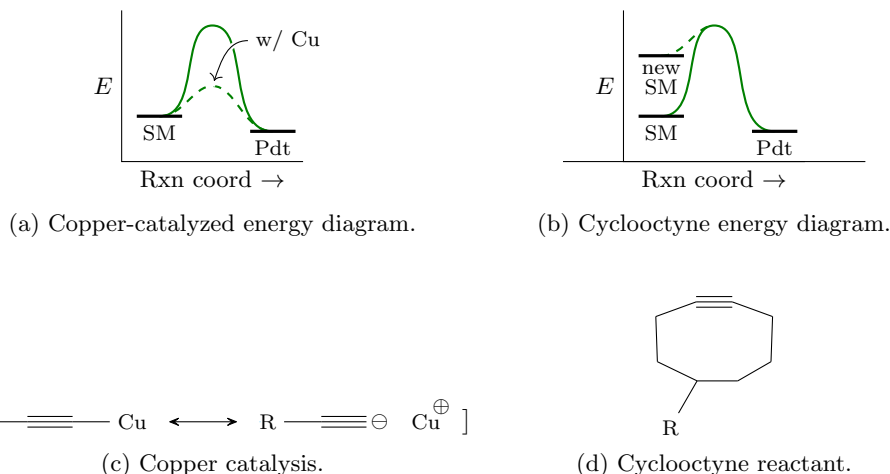 E
w/ Cu
SM
Pdt
Rxn coord →
(a) Copper-catalyzed energy diagram.
E
new
SM
SM
Pdt
Rxn coord →
(b) Cyclooctyne energy diagram.
Cu ⟷ R ⊖ Cu⊕ ]
(c) Copper catalysis.
R
(d) Cyclooctyne reactant.